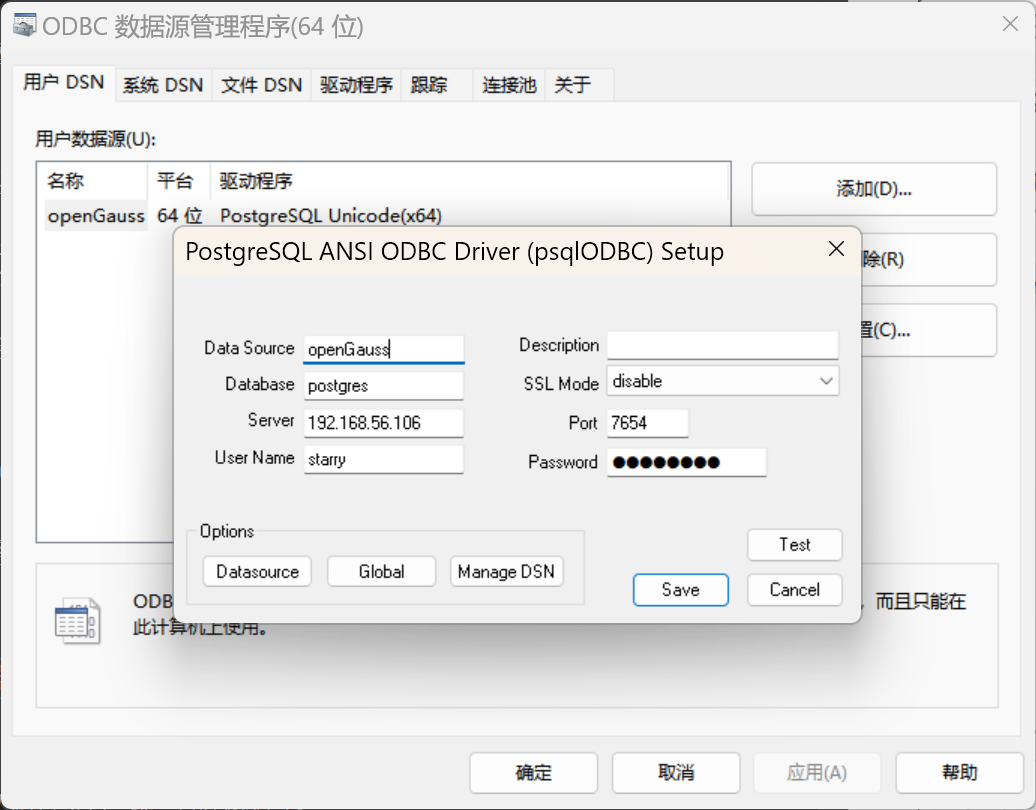 ODBC 数据源管理程序(64 位)
用户 DSN 系统 DSN 文件 DSN 驱动程序 跟踪 连接池 关于
用户数据源(U):
名称 平台 驱动程序
openGauss 64 位 PostgreSQL Unicode(x64)
添加(D)...
除(R)
置(C)...
PostgreSQL ANSI ODBC Driver (psqlODBC) Setup
Data Source openGauss Description
Database postgres SSL Mode disable
Server 192.168.56.106 Port 7654
User Name starry Password ●●●●●●●●
Options
Datasource Global Manage DSN
Test
Save Cancel
ODB
,而且只能在
此计算机上使用。
确定 取消 应用(A) 帮助